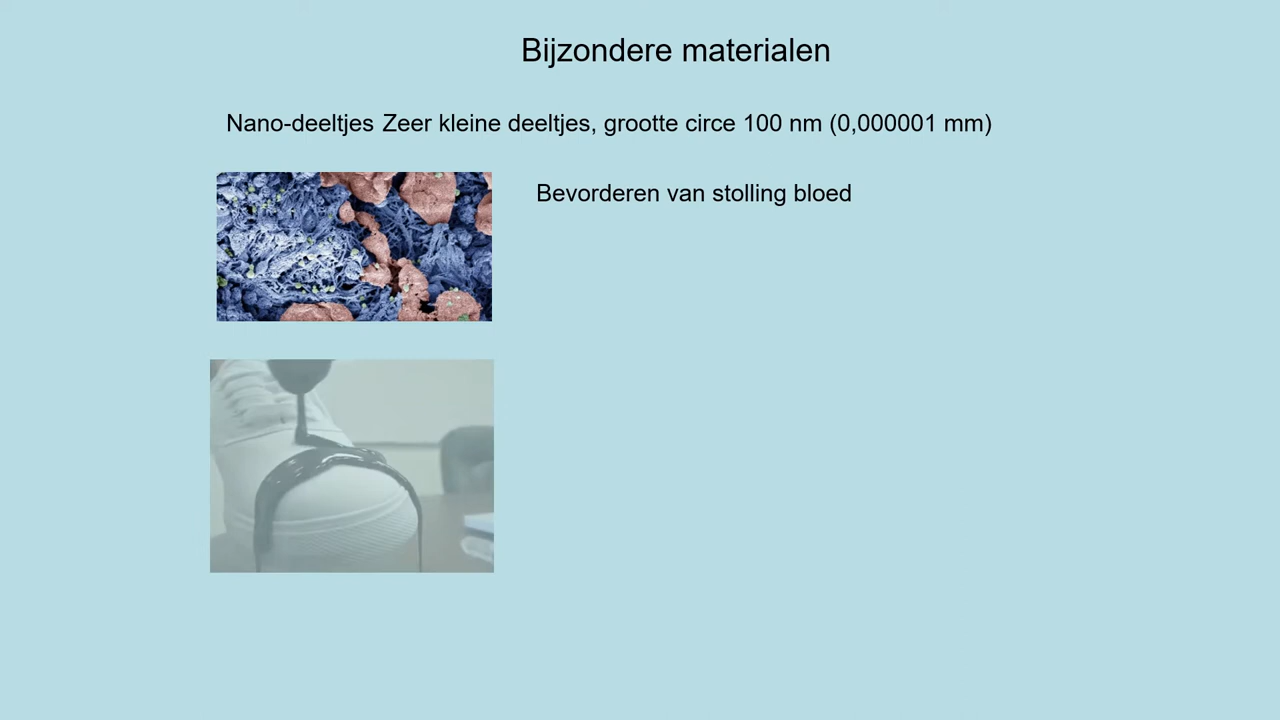 Bijzondere materialen
Nano-deeltjes Zeer kleine deeltjes, grootte circe 100 nm (0,000001 mm)
Bevorderen van stolling bloed